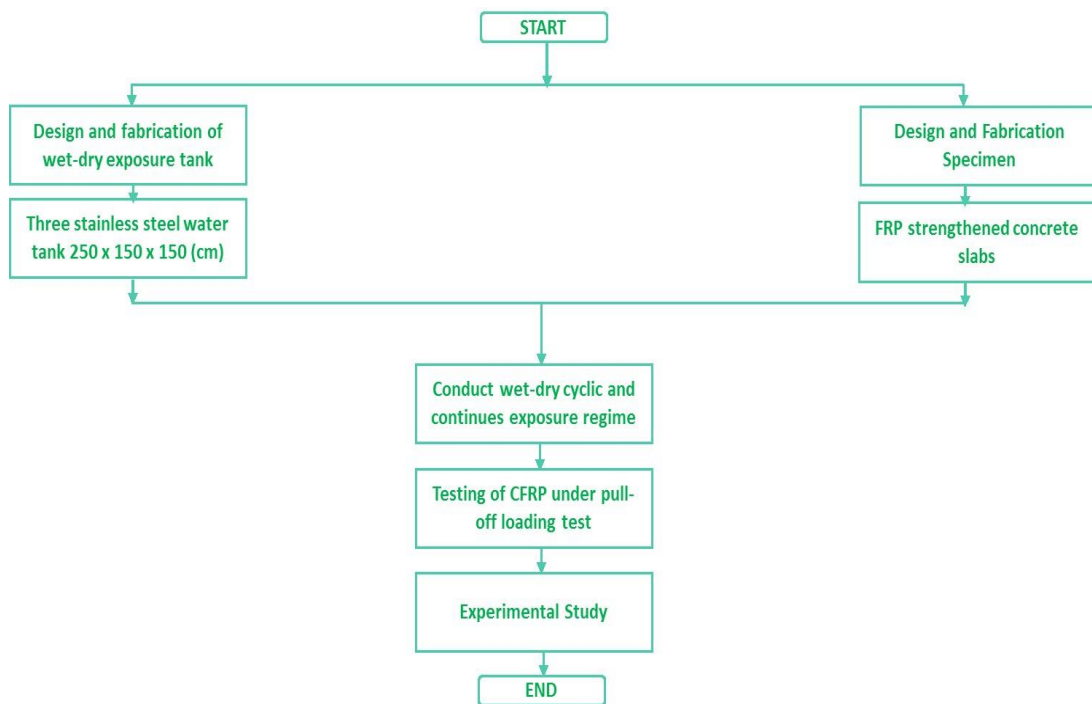 START
Design and fabrication of
wet-dry exposure tank
Design and Fabrication
Specimen
Three stainless steel water
tank 250 x 150 x 150 (cm)
FRP strengthened concrete
slabs
Conduct wet-dry cyclic and
continues exposure regime
Testing of CFRP under pull-
off loading test
Experimental Study
END